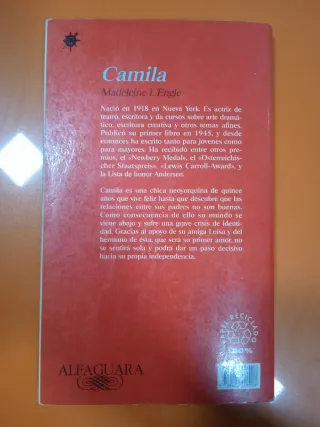 Camila
Madeleine L'Engle
Nació en 1918 en Nueva York. Es actriz de
teatro, escritora y da cursos sobre arte dramá-
tico, escritura creativa y otros temas afines.
Publicó su primer libro en 1945, y desde
entonces ha escrito tanto para jóvenes como
para mayores. Ha recibido entre otros pre-
mios, el «Newbery Medal», el «Osterreichis-
cher Staatspreis», «Lewis Carroll-Award», y
la Lista de honor Andersen.
Camila es una chica neoyorquina de quince
años que vive feliz hasta que descubre que las
relaciones entre sus padres no son buenas.
Como consecuencia de ello su mundo se
viene abajo y sufre una grave crisis de identi-
dad. Gracias al apoyo de su amiga Luisa y del
hermano de ésta, que será su primer amor, no
se sentirá sola y podrá dar un paso decisivo
hacia su propia independencia.
PAPEL RECICLADO
100%
ALFAGUARA